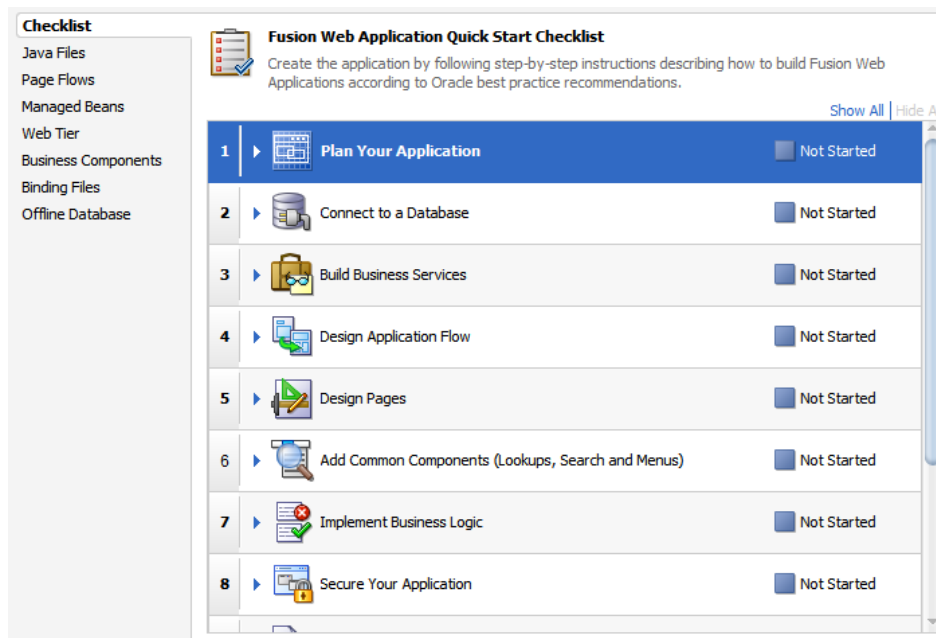 Checklist
Java Files
Page Flows
Managed Beans
Web Tier
Business Components
Binding Files
Offline Database
Fusion Web Application Quick Start Checklist
Create the application by following step-by-step instructions describing how to build Fusion Web
Applications according to Oracle best practice recommendations.
Show All | Hide A
1 Plan Your Application Not Started
2 Connect to a Database Not Started
3 Build Business Services Not Started
4 Design Application Flow Not Started
5 Design Pages Not Started
6 Add Common Components (Lookups, Search and Menus) Not Started
7 Implement Business Logic Not Started
8 Secure Your Application Not Started